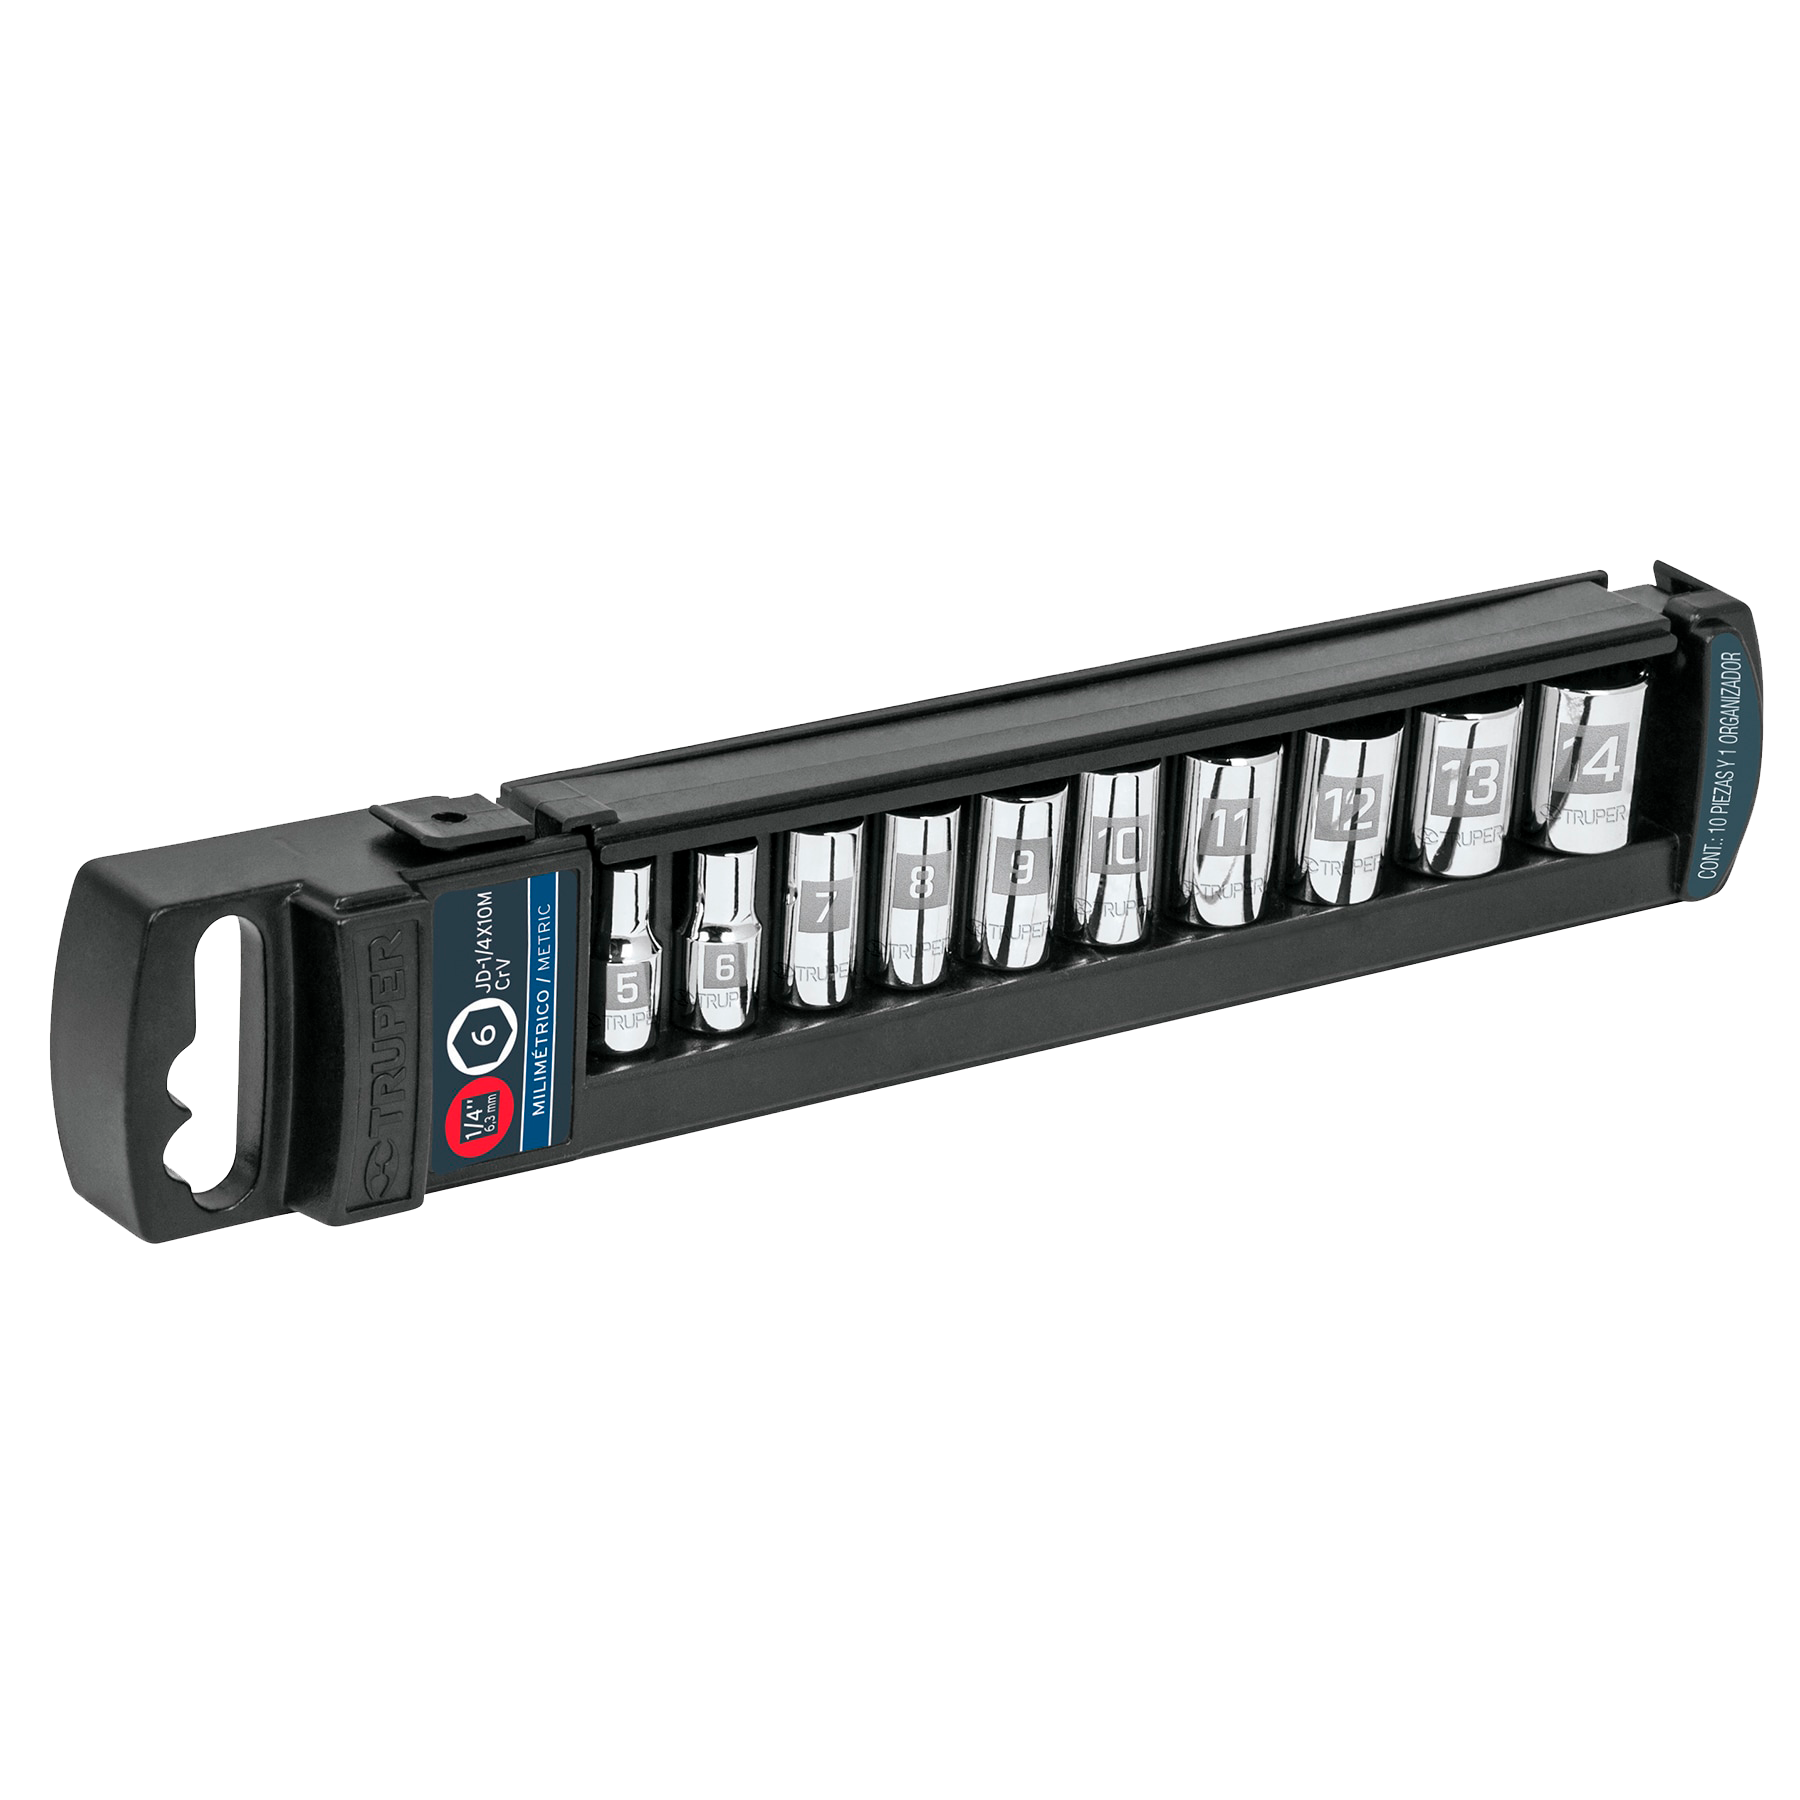 TRUPER
1/4" 6.3 mm
6
JD-1/4X10M
CrV
MILIMÉTRICO / METRIC
5
TRUPER
6
TRUPER
7
TRUPER
8
TRUPER
9
TRUPER
10
TRUPER
11
TRUPER
12
TRUPER
13
TRUPER
14
TRUPER
CONT.: 10 PIEZAS Y 1 ORGANIZADOR